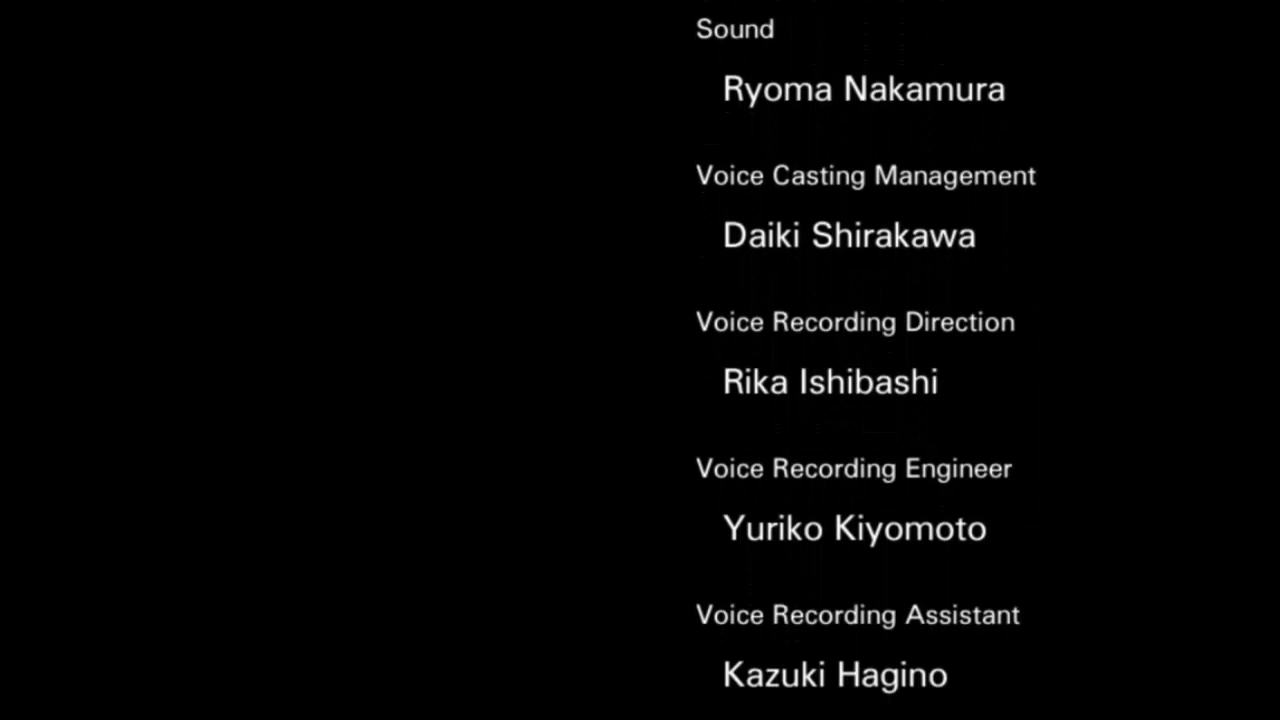 Sound
Ryoma Nakamura
Voice Casting Management
Daiki Shirakawa
Voice Recording Direction
Rika Ishibashi
Voice Recording Engineer
Yuriko Kiyomoto
Voice Recording Assistant
Kazuki Hagino